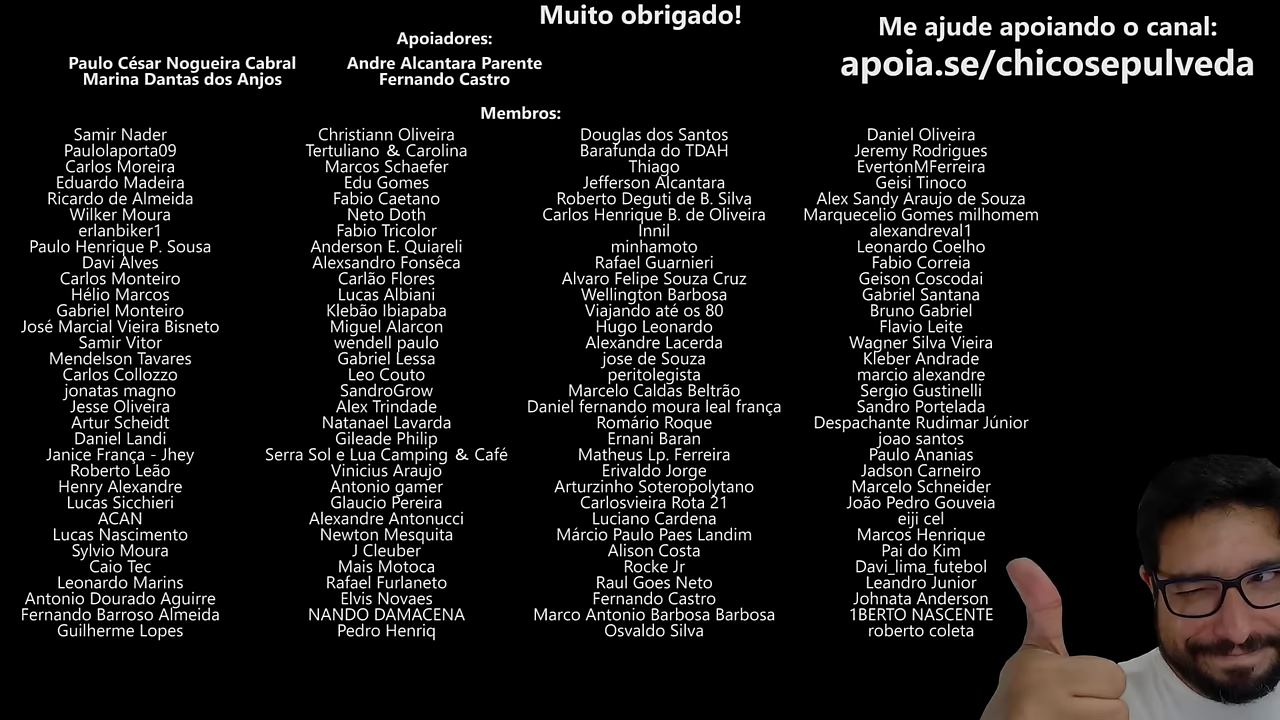 Muito obrigado!
Me ajude apoiando o canal:
apoia.se/chicosepulveda
Apoiadores:
Paulo César Nogueira Cabral
Marina Dantas dos Anjos
Andre Alcantara Parente
Fernando Castro
Membros:
Samir Nader
Paulolaporta09
Carlos Moreira
Eduardo Madeira
Ricardo de Almeida
Wilker Moura
erlanbiker1
Paulo Henrique P. Sousa
Davi Alves
Carlos Monteiro
Hélio Marcos
Gabriel Monteiro
José Marcial Vieira Bisneto
Samir Vitor
Mendelson Tavares
Carlos Collozzo
jonatas magno
Jesse Oliveira
Artur Scheidt
Daniel Landi
Janice França - Jhey
Roberto Leão
Henry Alexandre
Lucas Sicchieri
ACAN
Lucas Nascimento
Sylvio Moura
Caio Tec
Leonardo Marins
Antonio Dourado Aguirre
Fernando Barroso Almeida
Guilherme Lopes
Christiann Oliveira
Tertuliano & Carolina
Marcos Schaefer
Edu Gomes
Fabio Caetano
Neto Doth
Fabio Tricolor
Anderson E. Quiareli
Alexsandro Fonsêca
Carlão Flores
Lucas Albiani
Klebão Ibiapaba
Miguel Alarcon
wendell paulo
Gabriel Lessa
Leo Couto
SandroGrow
Alex Trindade
Natanael Lavarda
Gileade Philip
Serra Sol e Lua Camping & Café
Vinicius Araujo
Antonio gamer
Glaucio Pereira
Alexandre Antonucci
Newton Mesquita
J Cleuber
Mais Motoca
Rafael Furlaneto
Elvis Novaes
NANDO DAMACENA
Pedro Henriq
Douglas dos Santos
Barafunda do TDAH
Thiago
Jefferson Alcantara
Roberto Deguti de B. Silva
Carlos Henrique B. de Oliveira
Innil
minhamoto
Rafael Guarnieri
Alvaro Felipe Souza Cruz
Wellington Barbosa
Viajando até os 80
Hugo Leonardo
Alexandre Lacerda
jose de Souza
peritolegista
Marcelo Caldas Beltrão
Daniel fernando moura leal frança
Romário Roque
Ernani Baran
Matheus Lp. Ferreira
Erivaldo Jorge
Arturzinho Soteropolytano
Carlosvieira Rota 21
Luciano Cardena
Márcio Paulo Paes Landim
Alison Costa
Rocke Jr
Raul Goes Neto
Fernando Castro
Marco Antonio Barbosa Barbosa
Osvaldo Silva
Daniel Oliveira
Jeremy Rodrigues
EvertonMFerreira
Geisi Tinoco
Alex Sandy Araujo de Souza
Marquecelio Gomes milhomem
alexandreval1
Leonardo Coelho
Fabio Correia
Geison Coscodai
Gabriel Santana
Bruno Gabriel
Flavio Leite
Wagner Silva Vieira
Kleber Andrade
marcio alexandre
Sergio Gustinelli
Sandro Portelada
Despachante Rudimar Júnior
joao santos
Paulo Ananias
Jadson Carneiro
Marcelo Schneider
João Pedro Gouveia
eiji cel
Marcos Henrique
Pai do Kim
Davi_lima_futebol
Leandro Junior
Johnata Anderson
1BERTO NASCENTE
roberto coleta